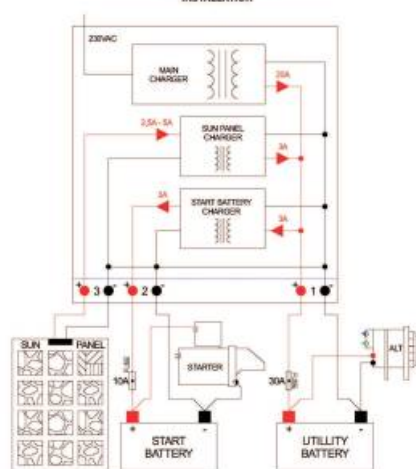 230VAC
MAIN
CHARGER
20A
2,5A - 5A
SUN PANEL
CHARGER
3A
3A
START BATTERY
CHARGER
3A
+ 3 - + 2 - + 1 -
SUN PANEL
10A
STARTER
30A
ALT
+ -
START
BATTERY
+ -
UTILLITY
BATTERY